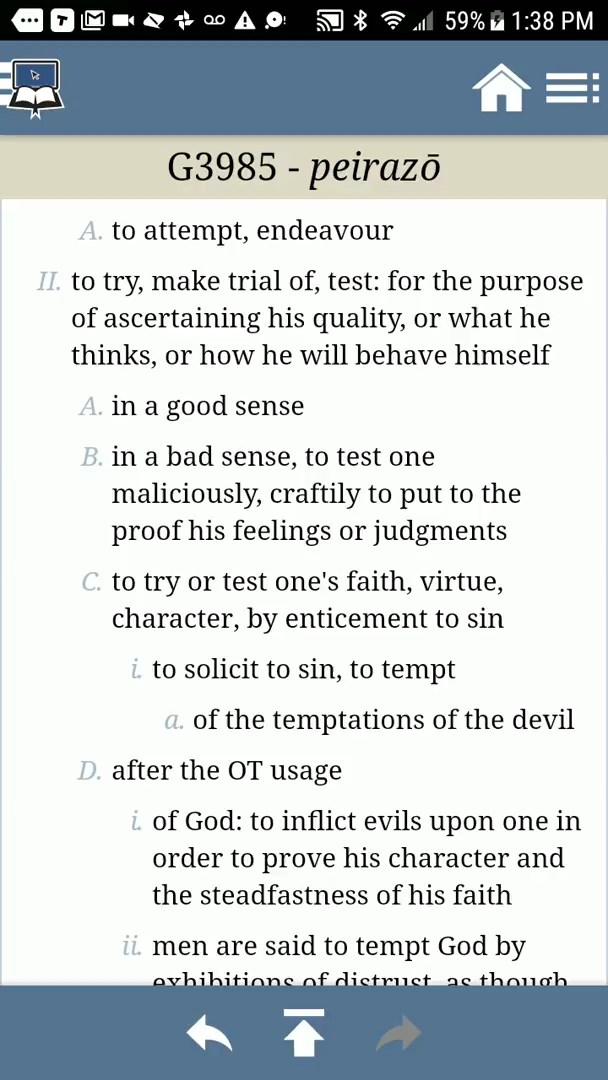 59% 1:38 PM
G3985 - peirazō
A. to attempt, endeavour
II. to try, make trial of, test: for the purpose
of ascertaining his quality, or what he
thinks, or how he will behave himself
A. in a good sense
B. in a bad sense, to test one
maliciously, craftily to put to the
proof his feelings or judgments
C. to try or test one's faith, virtue,
character, by enticement to sin
i. to solicit to sin, to tempt
a. of the temptations of the devil
D. after the OT usage
i. of God: to inflict evils upon one in
order to prove his character and
the steadfastness of his faith
ii. men are said to tempt God by
exhibitions of distrust, as though